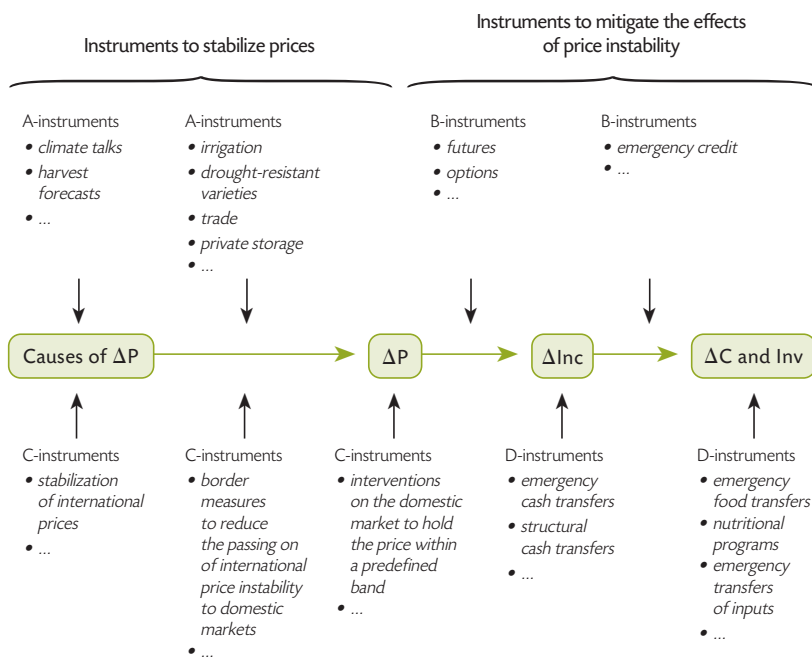 Instruments to stabilize prices
Instruments to mitigate the effects
of price instability
A-instruments
• climate talks
• harvest
forecasts
• ...
A-instruments
• irrigation
• drought-resistant
varieties
• trade
• private storage
• ...
B-instruments
• futures
• options
• ...
B-instruments
• emergency credit
• ...
Causes of ΔP
ΔP
ΔInc
ΔC and Inv
C-instruments
• stabilization
of international
prices
• ...
C-instruments
• border
measures
to reduce
the passing on
of international
price instability
to domestic
markets
• ...
C-instruments
• interventions
on the domestic
market to hold
the price within
a predefined
band
• ...
D-instruments
• emergency
cash transfers
• structural
cash transfers
• ...
D-instruments
• emergency
food transfers
• nutritional
programs
• emergency
transfers
of inputs
• ...